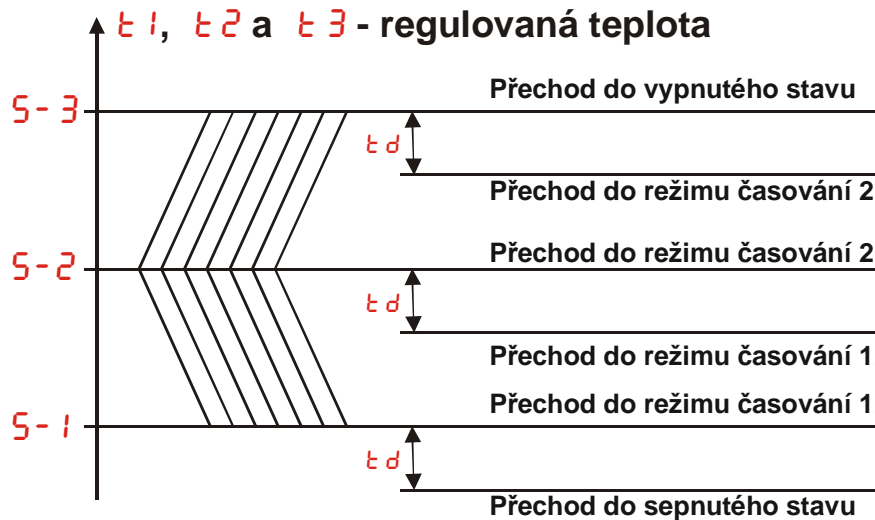 t1, t2 a t3 - regulovaná teplota
Přechod do vypnutého stavu
S-3
td
Přechod do režimu časování 2
Přechod do režimu časování 2
S-2
td
Přechod do režimu časování 1
Přechod do režimu časování 1
S-1
td
Přechod do sepnutého stavu